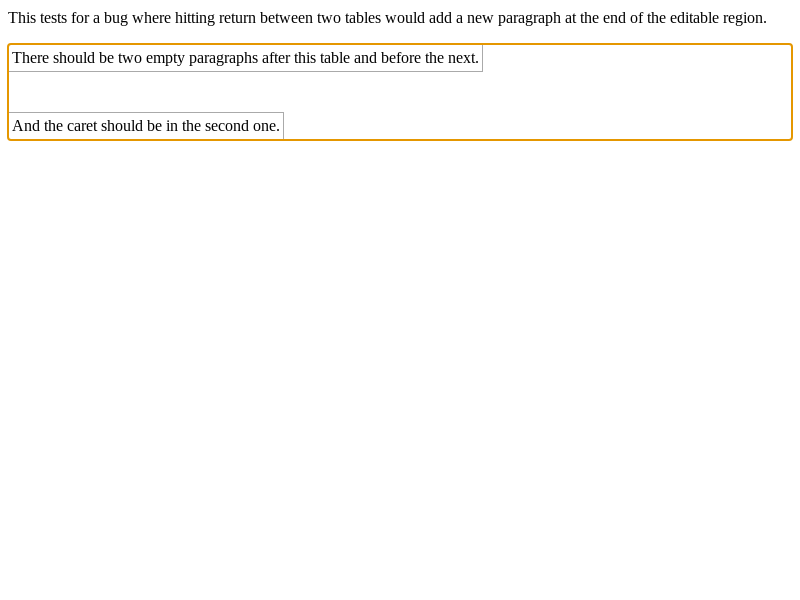 This tests for a bug where hitting return between two tables would add a new paragraph at the end of the editable region.
There should be two empty paragraphs after this table and before the next.
And the caret should be in the second one.